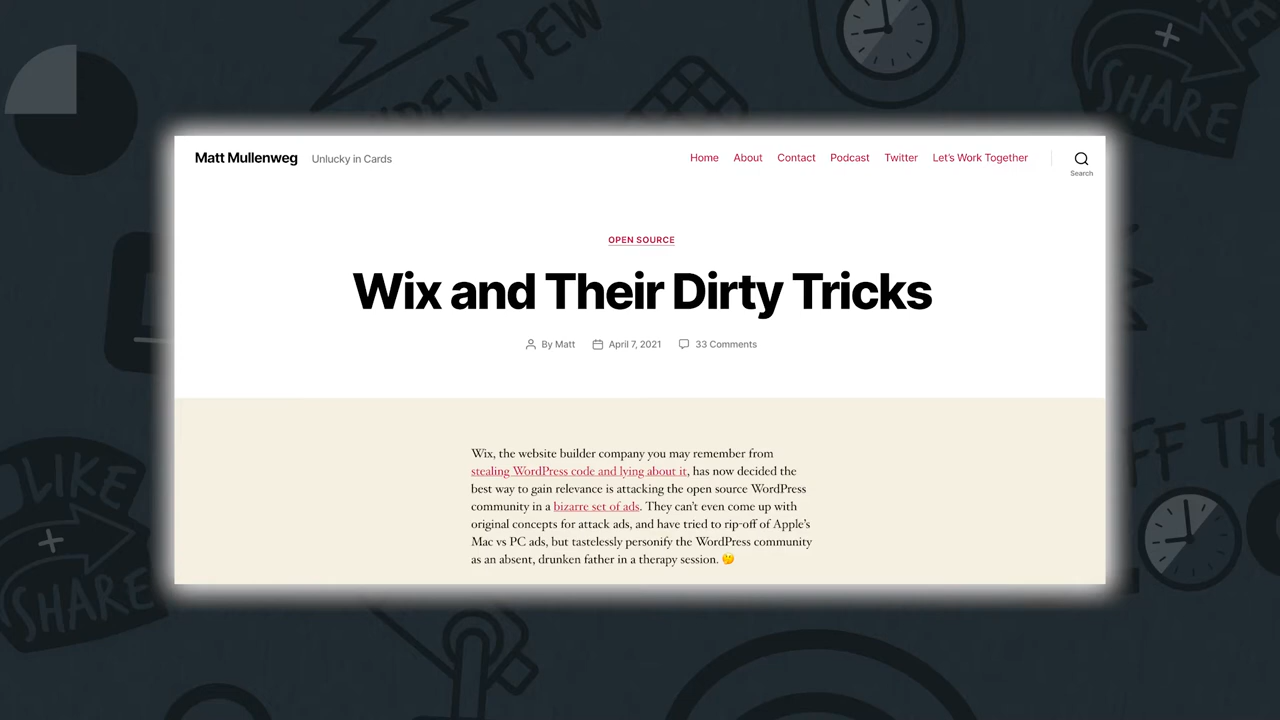 PEW PEW
SHARE
Matt Mullenweg Unlucky in Cards Home About Contact Podcast Twitter Let's Work Together Search
OPEN SOURCE
Wix and Their Dirty Tricks
By Matt April 7, 2021 33 Comments
Wix, the website builder company you may remember from
stealing WordPress code and lying about it, has now decided the
best way to gain relevance is attacking the open source WordPress
community in a bizarre set of ads. They can't even come up with
original concepts for attack ads, and have tried to rip-off of Apple's
Mac vs PC ads, but tastelessly personify the WordPress community
as an absent, drunken father in a therapy session. 🤔
LIKE
+
SHARE